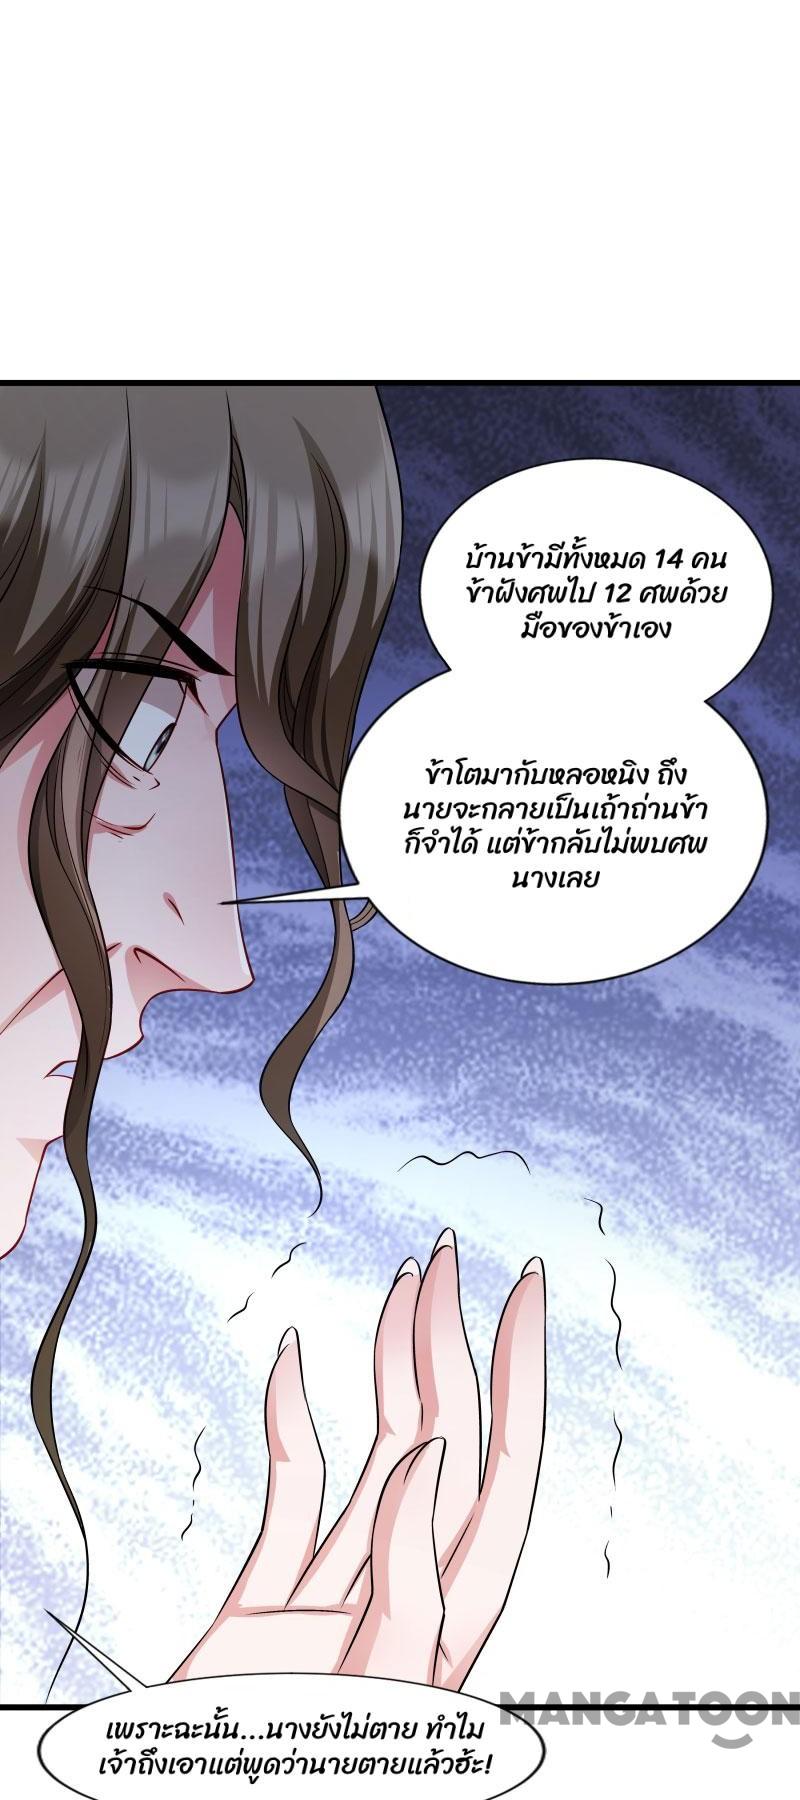 บ้านข้ามีทั้งหมด 14 คน
ข้าฝังศพไป 12 ศพด้วย
มือของข้าเอง
ข้าโตมากับหลอหนิง ถึง
นายจะกลายเป็นเถ้าถ่านข้า
ก็จำได้ แต่ข้ากลับไม่พบศพ
นางเลย
เพราะฉะนั้น...นางยังไม่ตาย ทำไม
เจ้าถึงเอาแต่พูดว่านายตายแล้วฮ้ะ!
MANGATOON